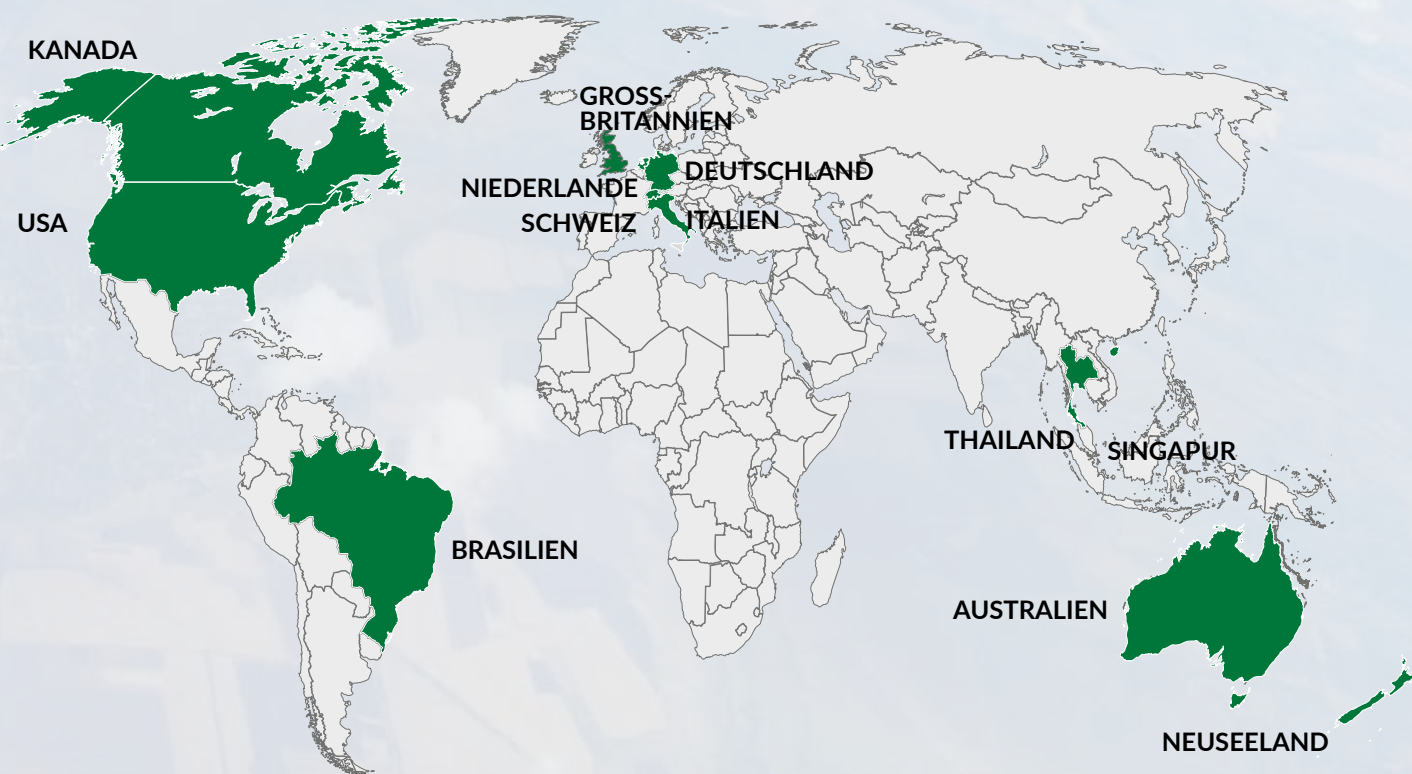 KANADA
GROSS-
BRITANNIEN
DEUTSCHLAND
NIEDERLANDE
USA
SCHWEIZ
ITALIEN
THAILAND
SINGAPUR
BRASILIEN
AUSTRALIEN
NEUSEELAND